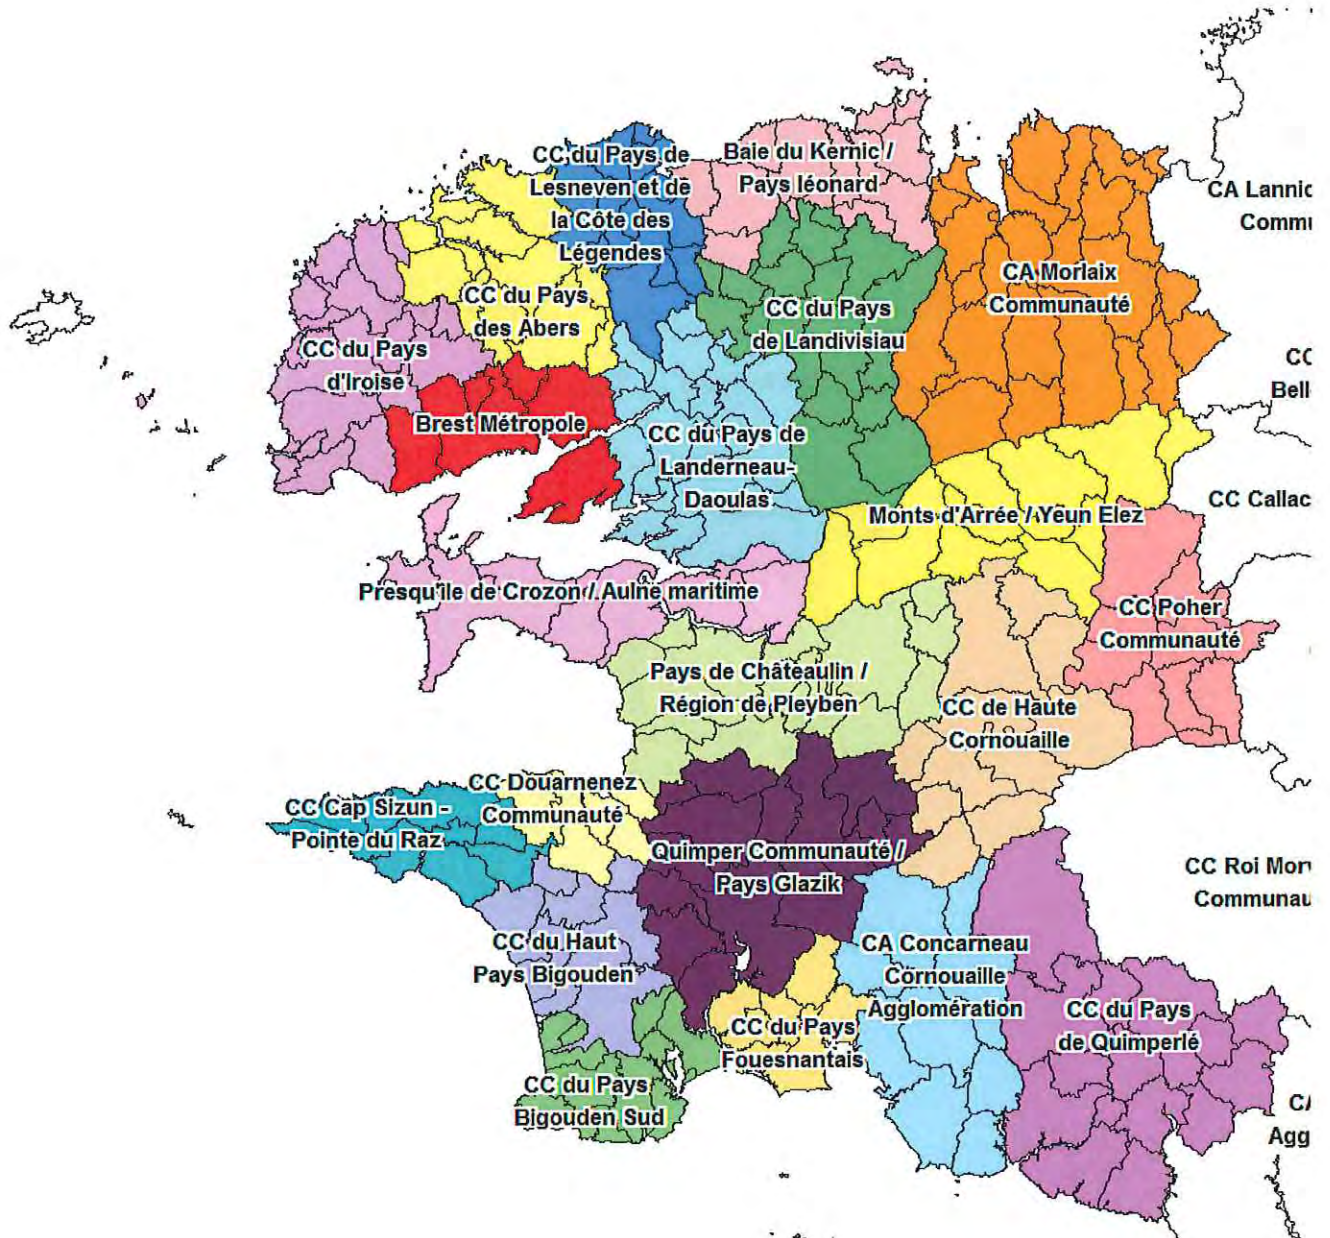 CC du Pays de
Lesneven et de
la Côte des
Légendes
Baie du Kernic /
Pays léonard
CA Lannio
Commu
CA Morlaix
Communauté
CC du Pays
des Abers
CC du Pays
de Landivisiau
CC du Pays
d'Iroise
CC
Bell
Brest Métropole
CC du Pays de
Landerneau-
Daoulas
CC Callac
Monts d'Arrée / Yeun Elez
Presqu'ile de Crozon / Aulne maritime
CC Poher
Communauté
Pays de Châteaulin /
Région de Pleyben
CC de Haute
Cornouaille
CC Douarnenez
Communauté
CC Cap Sizun -
Pointe du Raz
Quimper Communauté /
Pays Glazik
CC Roi Morv
Communau
CC du Haut
Pays Bigouden
CA Concarneau
Cornouaille
Agglomération
CC du Pays
de Quimperlé
CC du Pays
Fouesnantais
CC du Pays
Bigouden Sud
CA
Agg